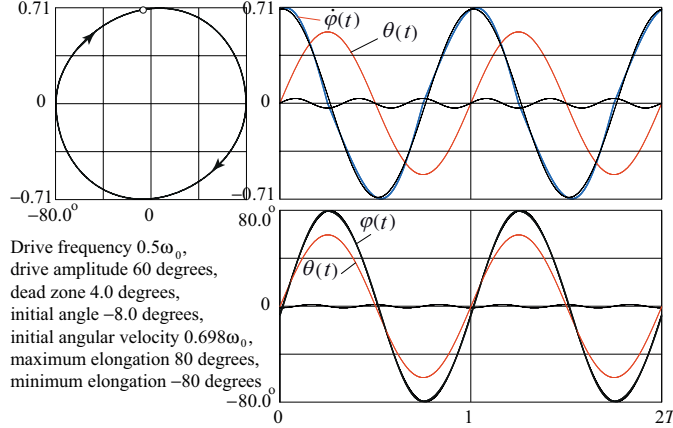 0.71
0
−0.71
−80.0°
0
0.71
φ̇(t)
θ(t)
0
−0.71
80.0°
φ(t)
θ(t)
0
−80.0°
0
1
2T
Drive frequency 0.5ω₀,
drive amplitude 60 degrees,
dead zone 4.0 degrees,
initial angle −8.0 degrees,
initial angular velocity 0.698ω₀,
maximum elongation 80 degrees,
minimum elongation −80 degrees